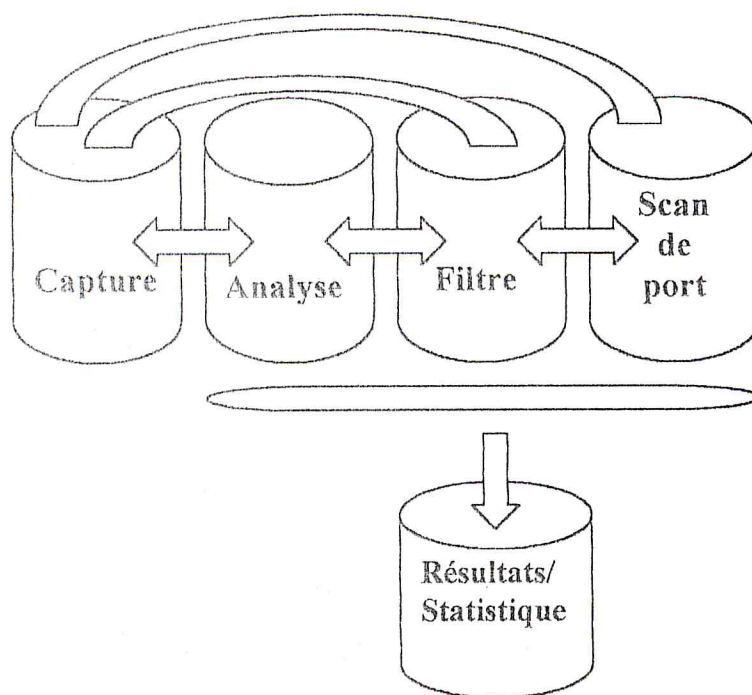 Capture
Analyse
Filtre
Scan
de
port
Résultats/
Statistique